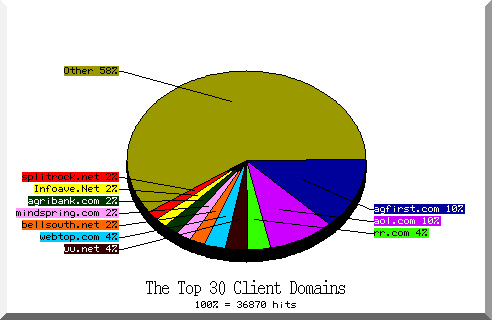 Other 58%
splitrock.net 2%
Infoave.Net 2%
agribank.com 2%
mindspring.com 2%
bellsouth.net 2%
webtop.com 4%
uu.net 4%
agfirst.com 10%
aol.com 10%
rr.com 4%
The Top 30 Client Domains
100% = 36870 hits